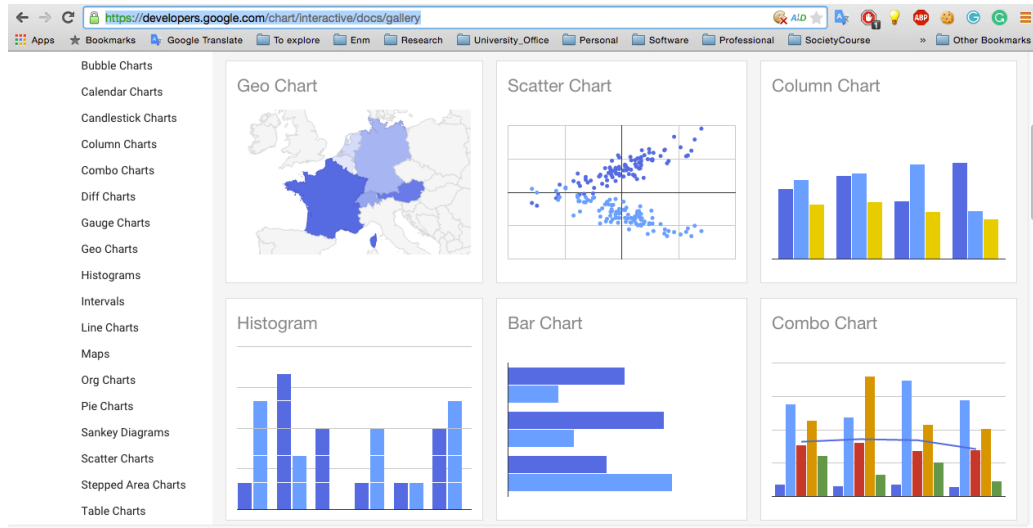 https://developers.google.com/chart/interactive/docs/gallery
Apps Bookmarks Google Translate To explore Enm Research University_Office Personal Software Professional SocietyCourse » Other Bookmarks
Bubble Charts
Calendar Charts
Candlestick Charts
Column Charts
Combo Charts
Diff Charts
Gauge Charts
Geo Charts
Histograms
Intervals
Line Charts
Maps
Org Charts
Pie Charts
Sankey Diagrams
Scatter Charts
Stepped Area Charts
Table Charts
Geo Chart
Scatter Chart
Column Chart
Histogram
Bar Chart
Combo Chart